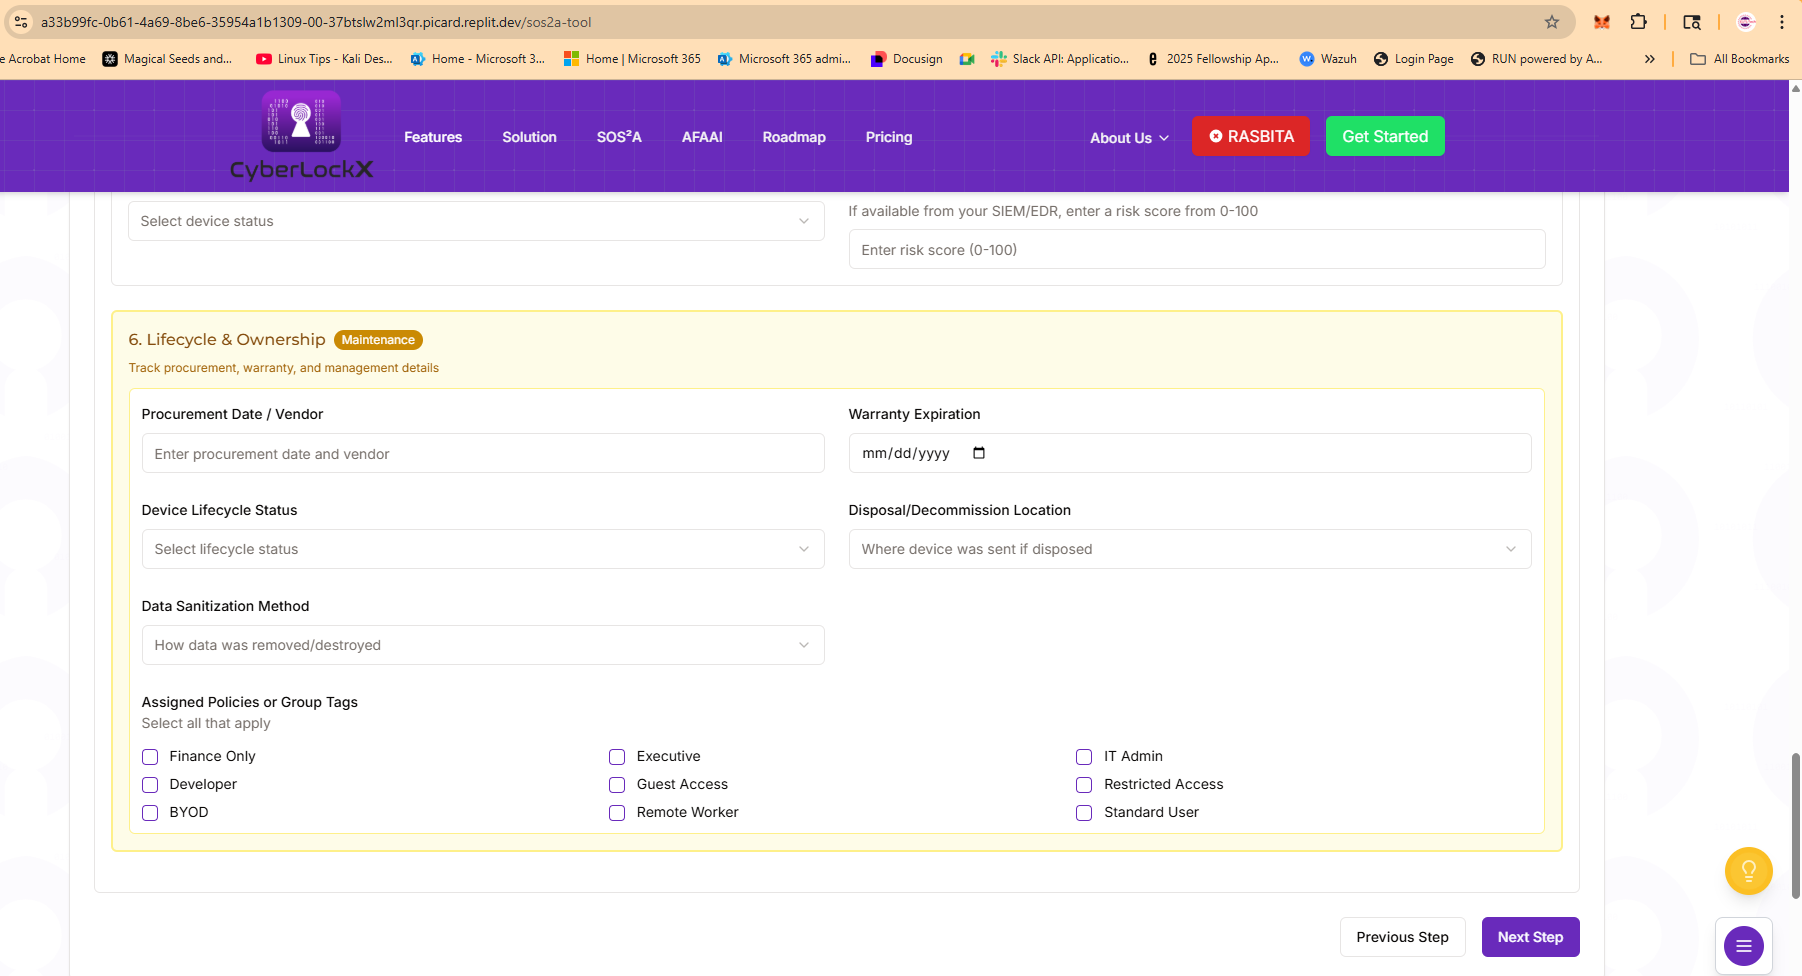 a33b99fc-0b61-4a69-8be6-35954a1b1309-00-37btslw2ml3qr.picard.replit.dev/sos2a-tool
e Acrobat Home
Magical Seeds and...
Linux Tips - Kali Des...
Home - Microsoft 3...
Home | Microsoft 365
Microsoft 365 admi...
Docusign
Slack API: Applicatio...
2025 Fellowship Ap...
Wazuh
Login Page
RUN powered by A...
»
All Bookmarks
CyberLockX
Features
Solution
SOS²A
AFAAI
Roadmap
Pricing
About Us
RASBITA
Get Started
Select device status
If available from your SIEM/EDR, enter a risk score from 0-100
Enter risk score (0-100)
6. Lifecycle & Ownership
Maintenance
Track procurement, warranty, and management details
Procurement Date / Vendor
Warranty Expiration
Enter procurement date and vendor
mm/dd/yyyy
Device Lifecycle Status
Disposal/Decommission Location
Select lifecycle status
Where device was sent if disposed
Data Sanitization Method
How data was removed/destroyed
Assigned Policies or Group Tags
Select all that apply
Finance Only
Executive
IT Admin
Developer
Guest Access
Restricted Access
BYOD
Remote Worker
Standard User
Previous Step
Next Step